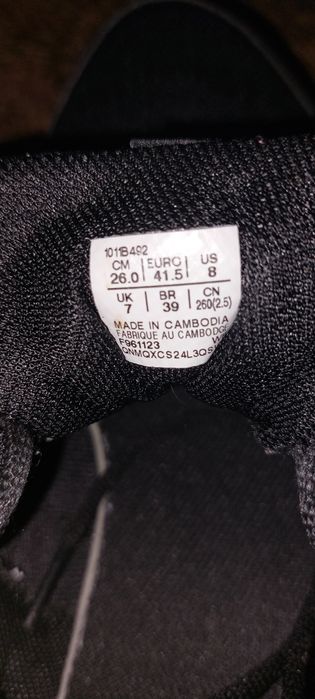 1011B492
CM EURO US
26.0 41.5 8
UK BR CN
7 39 260(2.5)
MADE IN CAMBODIA
FABRIQUE AU CAMBODGE
F961123 W
QNMQXCS24L3QS